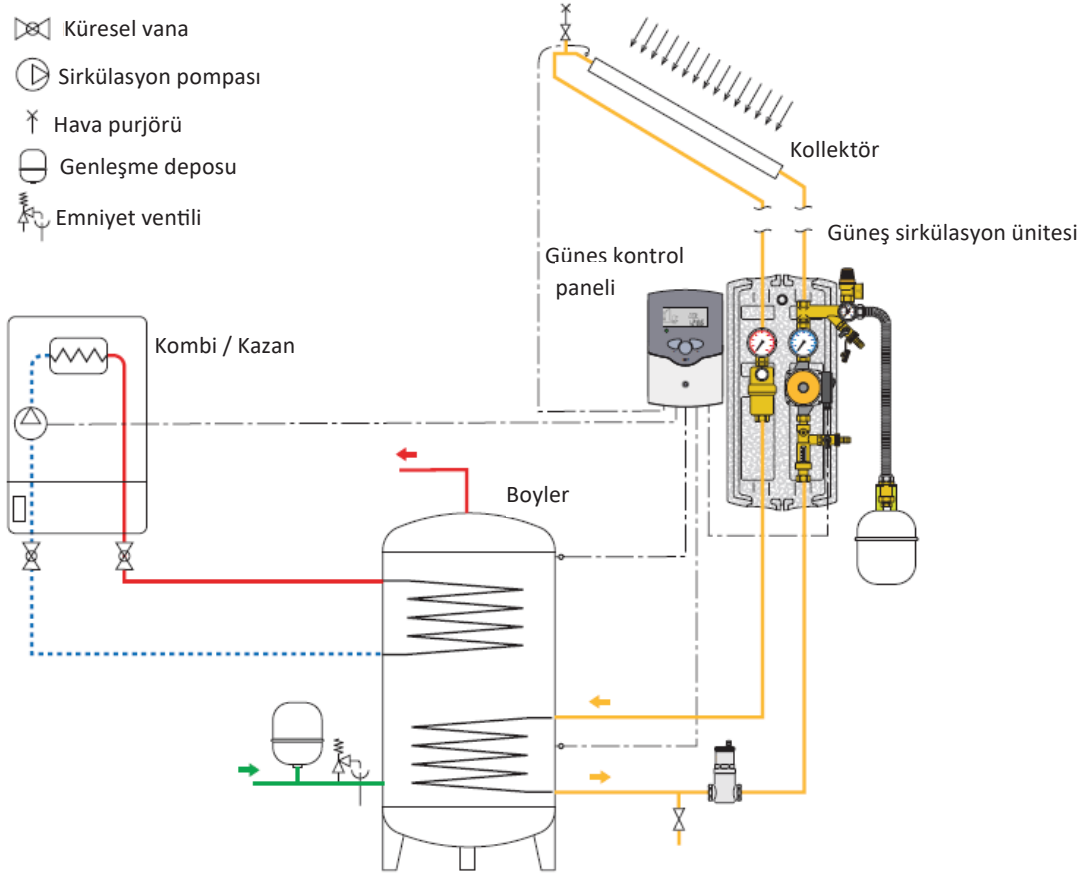 Küresel vana
Sirkülasyon pompası
Hava purjörü
Genleşme deposu
Emniyet ventili
Kollektör
Güneş sirkülasyon ünitesi
Güneş kontrol
paneli
Kombi / Kazan
Boyler